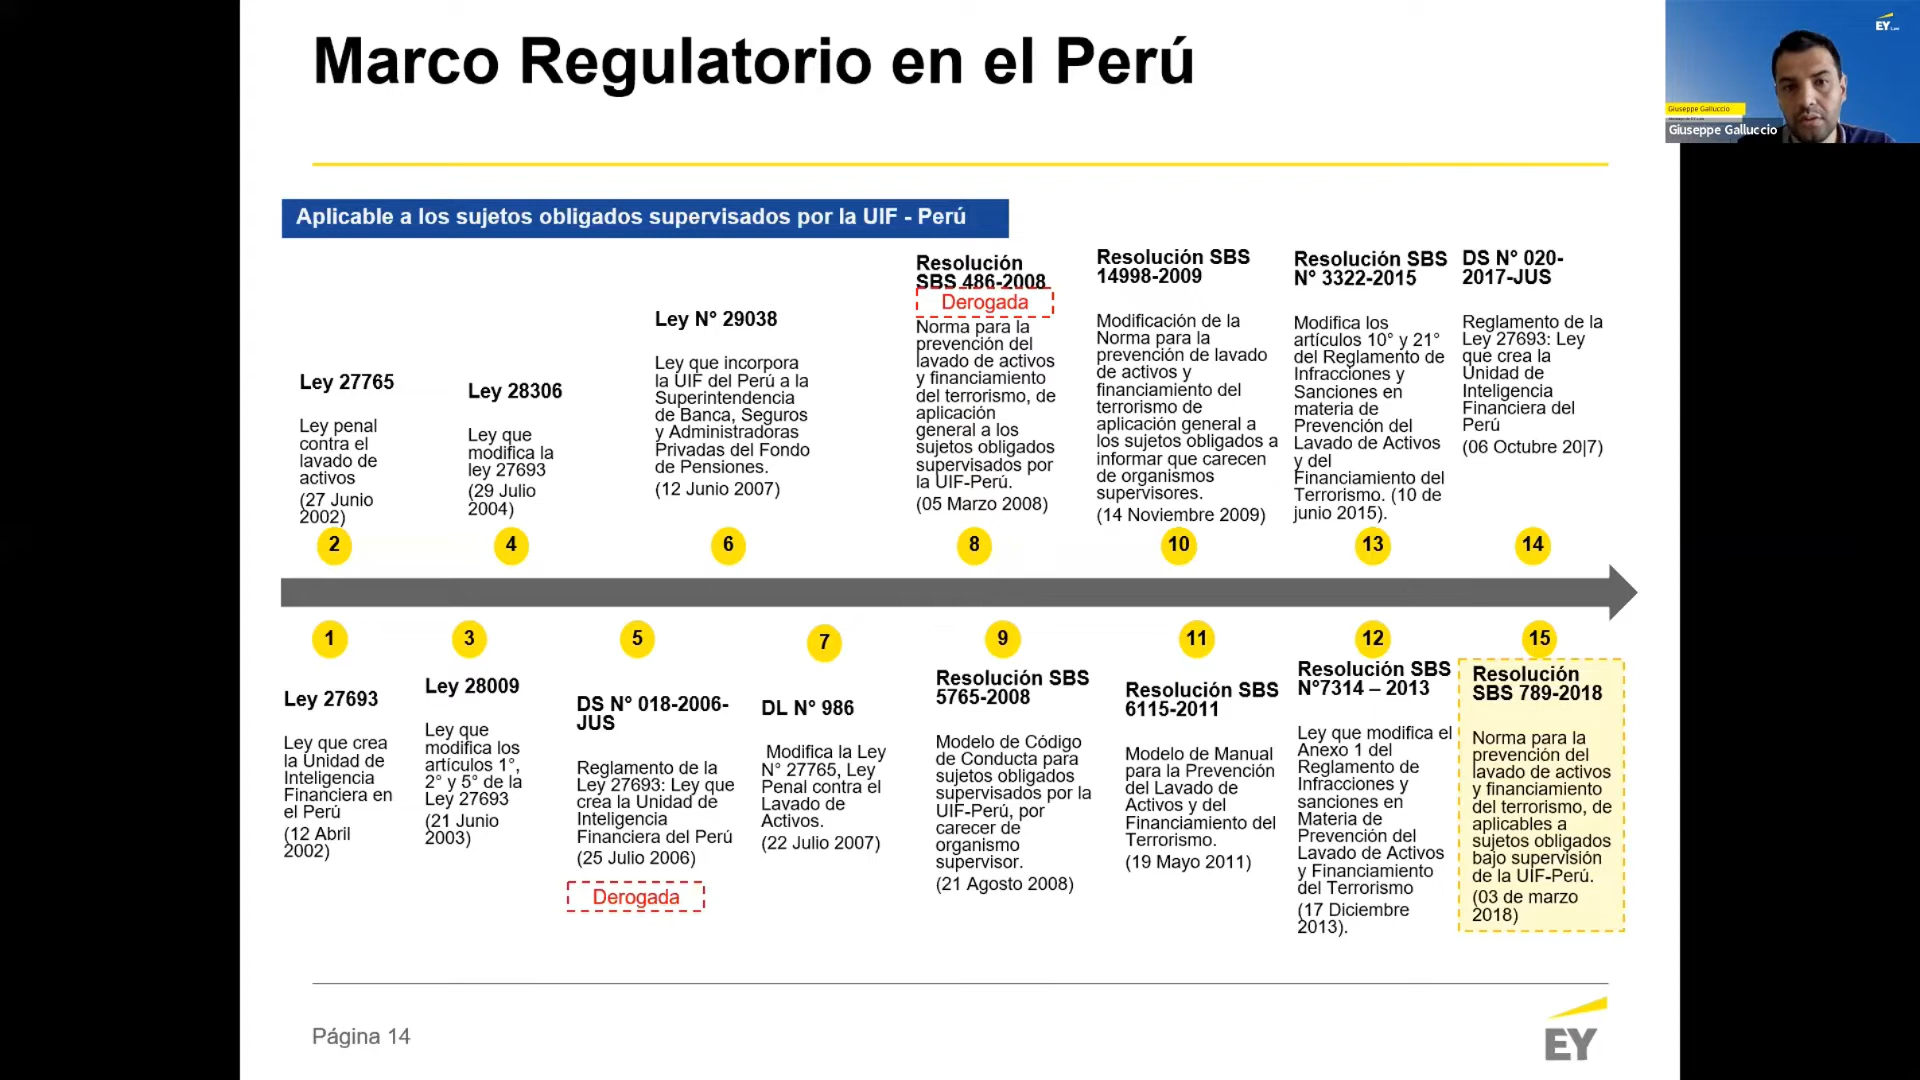 Marco Regulatorio en el Perú
EY
Giuseppe Galluccio
Giuseppe Galluccio
Aplicable a los sujetos obligados supervisados por la UIF - Perú
Ley 27765
Ley penal
contra el
lavado de
activos
(27 Junio
2002)
2
Ley 28306
Ley que
modifica la
ley 27693
(29 Julio
2004)
4
Ley N° 29038
Ley que incorpora
la UIF del Perú a la
Superintendencia
de Banca, Seguros
y Administradoras
Privadas del Fondo
de Pensiones.
(12 Junio 2007)
6
Resolución
SBS 486-2008
Derogada
Norma para la
prevención del
lavado de activos
y financiamiento
del terrorismo, de
aplicación
general a los
sujetos obligados
supervisados por
la UIF-Perú.
(05 Marzo 2008)
8
Resolución SBS
14998-2009
Modificación de la
Norma para la
prevención de lavado
de activos y
financiamiento del
terrorismo de
aplicación general a
los sujetos obligados a
informar que carecen
de organismos
supervisores.
(14 Noviembre 2009)
10
Resolución SBS
N° 3322-2015
Modifica los
artículos 10° y 21°
del Reglamento de
Infracciones y
Sanciones en
materia de
Prevención del
Lavado de Activos
y del
Financiamiento del
Terrorismo. (10 de
junio 2015).
13
DS N° 020-
2017-JUS
Reglamento de la
Ley 27693: Ley
que crea la
Unidad de
Inteligencia
Financiera del
Perú
(06 Octubre 20|7)
14
1
Ley 27693
Ley que crea
la Unidad de
Inteligencia
Financiera en
el Perú
(12 Abril
2002)
3
Ley 28009
Ley que
modifica los
artículos 1°,
2° y 5° de la
Ley 27693
(21 Junio
2003)
5
DS N° 018-2006-
JUS
Reglamento de la
Ley 27693: Ley que
crea la Unidad de
Inteligencia
Financiera del Perú
(25 Julio 2006)
Derogada
7
DL N° 986
Modifica la Ley
N° 27765, Ley
Penal contra el
Lavado de
Activos.
(22 Julio 2007)
9
Resolución SBS
5765-2008
Modelo de Código
de Conducta para
sujetos obligados
supervisados por la
UIF-Perú, por
carecer de
organismo
supervisor.
(21 Agosto 2008)
11
Resolución SBS
6115-2011
Modelo de Manual
para la Prevención
del Lavado de
Activos y del
Financiamiento del
Terrorismo.
(19 Mayo 2011)
12
Resolución SBS
N°7314 – 2013
Ley que modifica el
Anexo 1 del
Reglamento de
Infracciones y
sanciones en
Materia de
Prevención del
Lavado de Activos
y Financiamiento
del Terrorismo
(17 Diciembre
2013).
15
Resolución
SBS 789-2018
Norma para la
prevención del
lavado de activos
y financiamiento
del terrorismo, de
aplicables a
sujetos obligados
bajo supervisión
de la UIF-Perú.
(03 de marzo
2018)
Página 14
EY